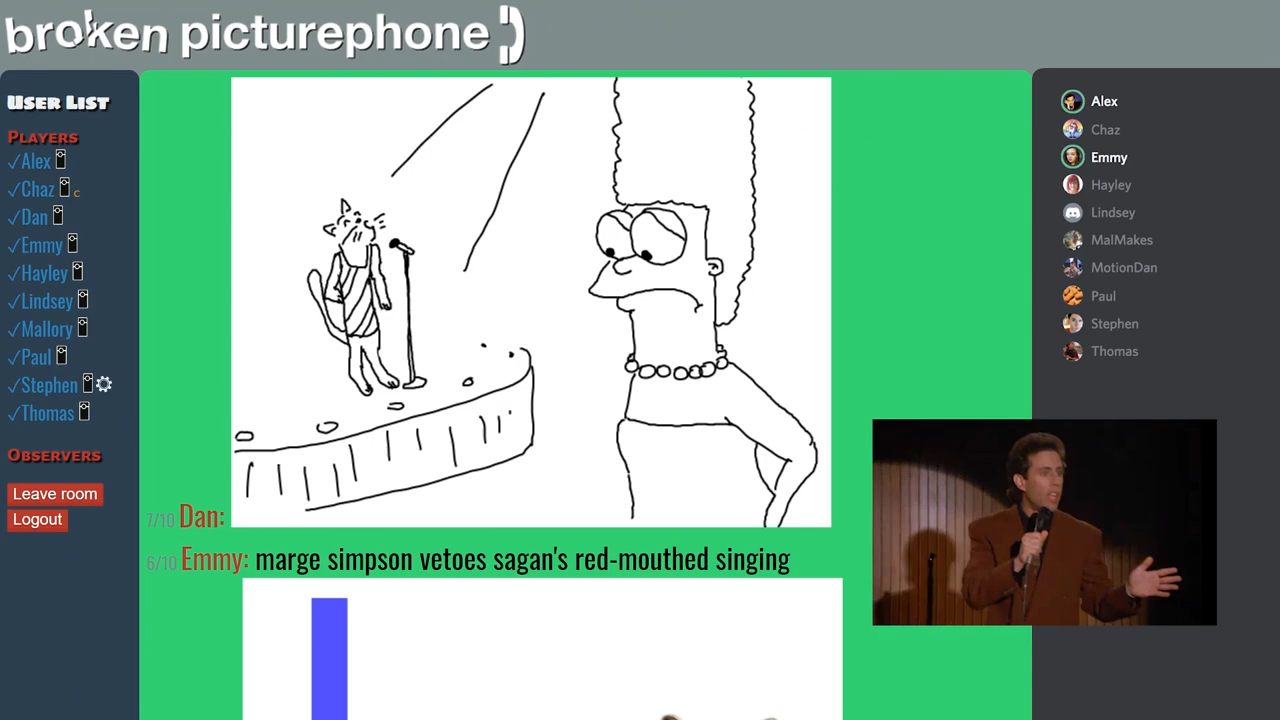 broken picturephone
User List
Players
✓Alex
✓Chaz c
✓Dan
✓Emmy
✓Hayley
✓Lindsey
✓Mallory
✓Paul
✓Stephen
✓Thomas
Observers
Leave room
Logout
7/10 Dan:
6/10 Emmy: marge simpson vetoes sagan's red-mouthed singing
Alex
Chaz
Emmy
Hayley
Lindsey
MalMakes
MotionDan
Paul
Stephen
Thomas